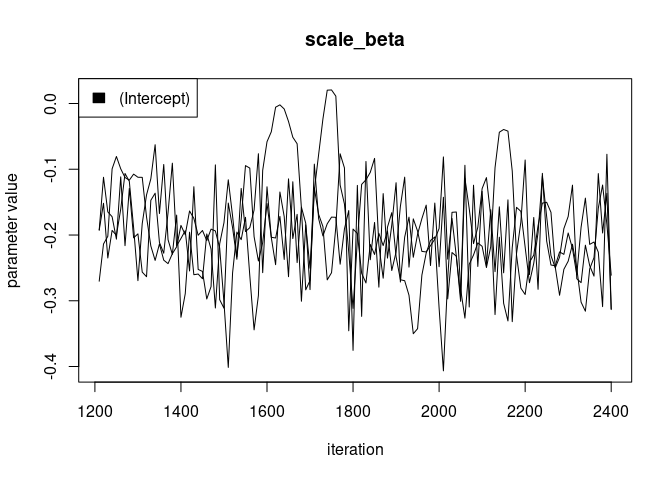 scale_beta
(Intercept)
parameter value
0.0
-0.1
-0.2
-0.3
-0.4
1200 1400 1600 1800 2000 2200 2400
iteration